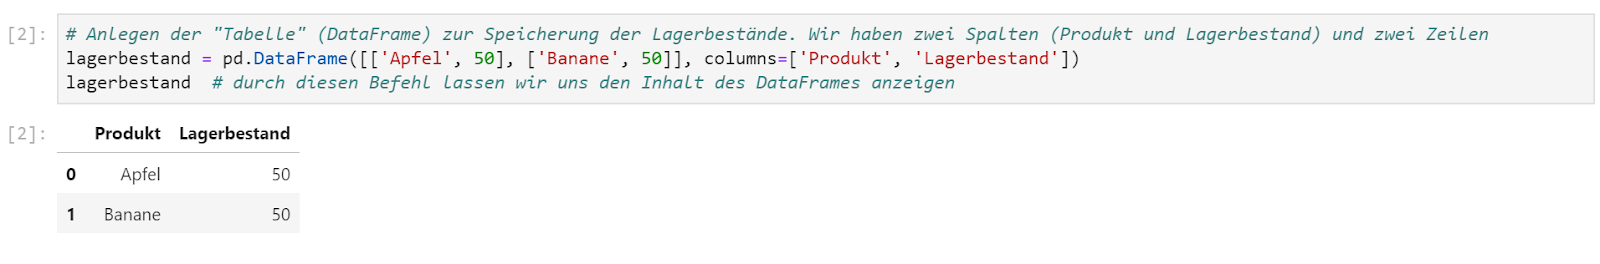 [2]: # Anlegen der "Tabelle" (DataFrame) zur Speicherung der Lagerbestände. Wir haben zwei Spalten (Produkt und Lagerbestand) und zwei Zeilen
lagerbestand = pd.DataFrame([['Apfel', 50], ['Banane', 50]], columns=['Produkt', 'Lagerbestand'])
lagerbestand  # durch diesen Befehl lassen wir uns den Inhalt des DataFrames anzeigen
[2]: Produkt Lagerbestand
0 Apfel 50
1 Banane 50